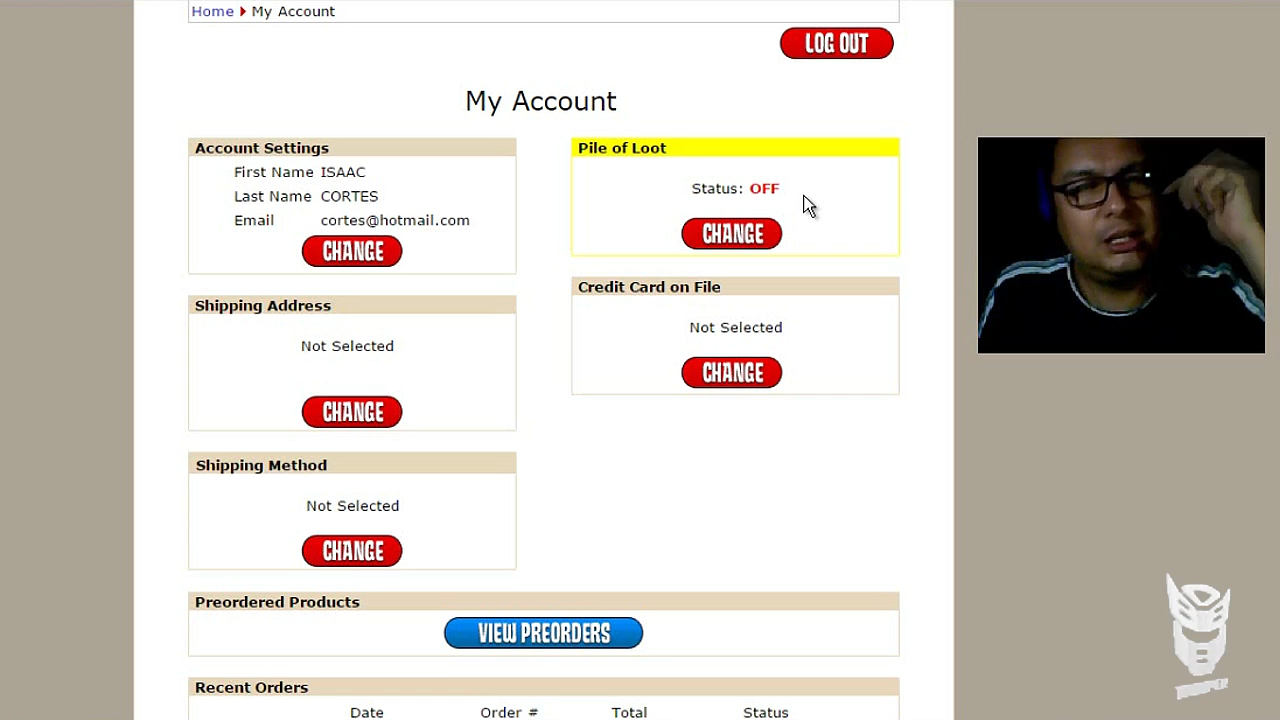 Home My Account
LOG OUT
My Account
Account Settings
First Name ISAAC
Last Name CORTES
Email cortes@hotmail.com
CHANGE
Pile of Loot
Status: OFF
CHANGE
Shipping Address
Not Selected
CHANGE
Credit Card on File
Not Selected
CHANGE
Shipping Method
Not Selected
CHANGE
Preordered Products
VIEW PREORDERS
Recent Orders
Date Order # Total Status